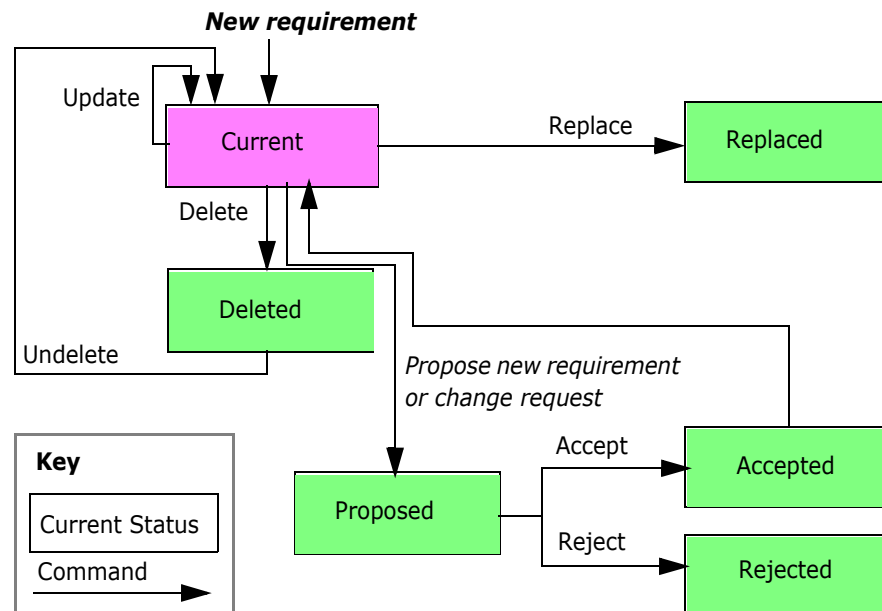 New requirement
Update
Current
Replace
Replaced
Delete
Deleted
Undelete
Propose new requirement
or change request
Key
Current Status
Command
Proposed
Accept
Accepted
Reject
Rejected